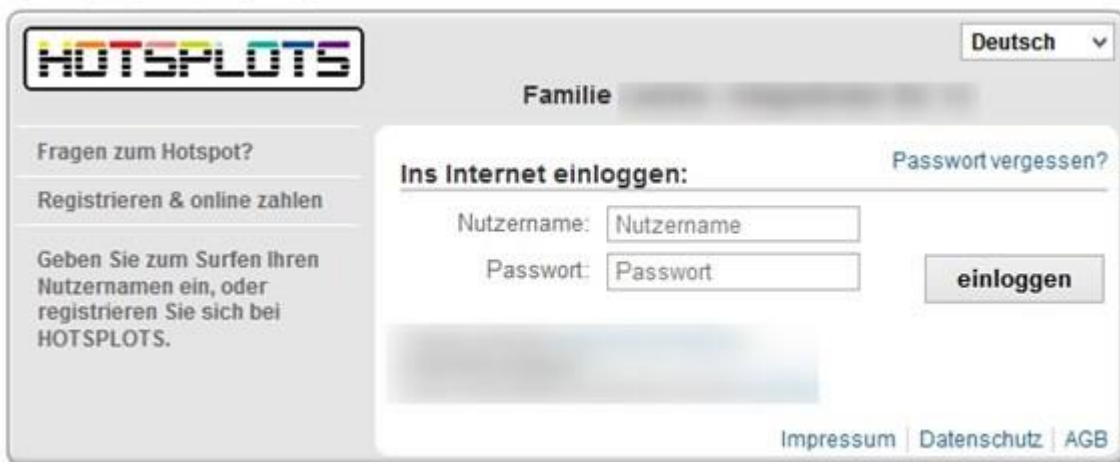 HOTSPLOTS
Deutsch
Familie
Fragen zum Hotspot?
Registrieren & online zahlen
Geben Sie zum Surfen Ihren
Nutzernamen ein, oder
registrieren Sie sich bei
HOTSPLOTS.
Ins Internet einloggen:
Passwort vergessen?
Nutzername: Nutzername
Passwort: Passwort
einloggen
Impressum | Datenschutz | AGB